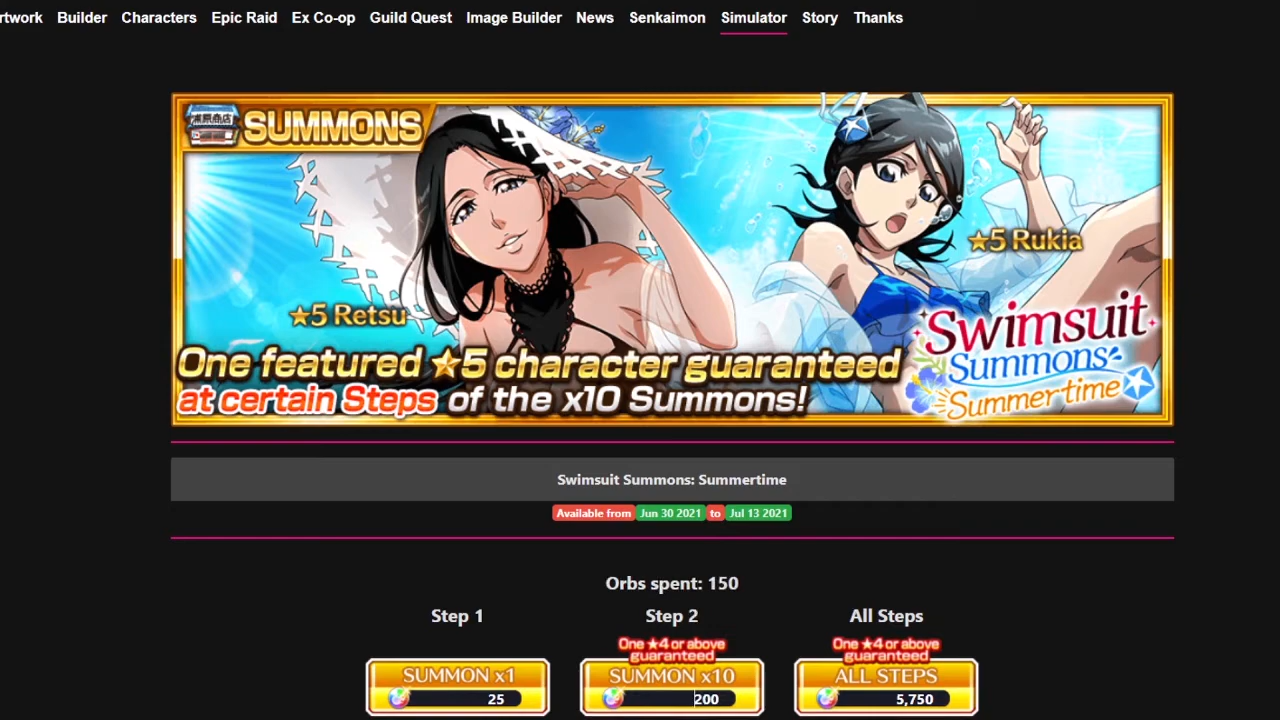 rtwork Builder Characters Epic Raid Ex Co-op Guild Quest Image Builder News Senkaimon Simulator Story Thanks
浦原商店
SUMMONS
★5 Rukia
★5 Retsu
Swimsuit
Summons
Summertime
One featured ★5 character guaranteed
at certain Steps of the x10 Summons!
Swimsuit Summons: Summertime
Available from Jun 30 2021 to Jul 13 2021
Orbs spent: 150
Step 1 Step 2 All Steps
One ★4 or above guaranteed
One ★4 or above guaranteed
SUMMON x1 SUMMON x10 ALL STEPS
25 200 5,750